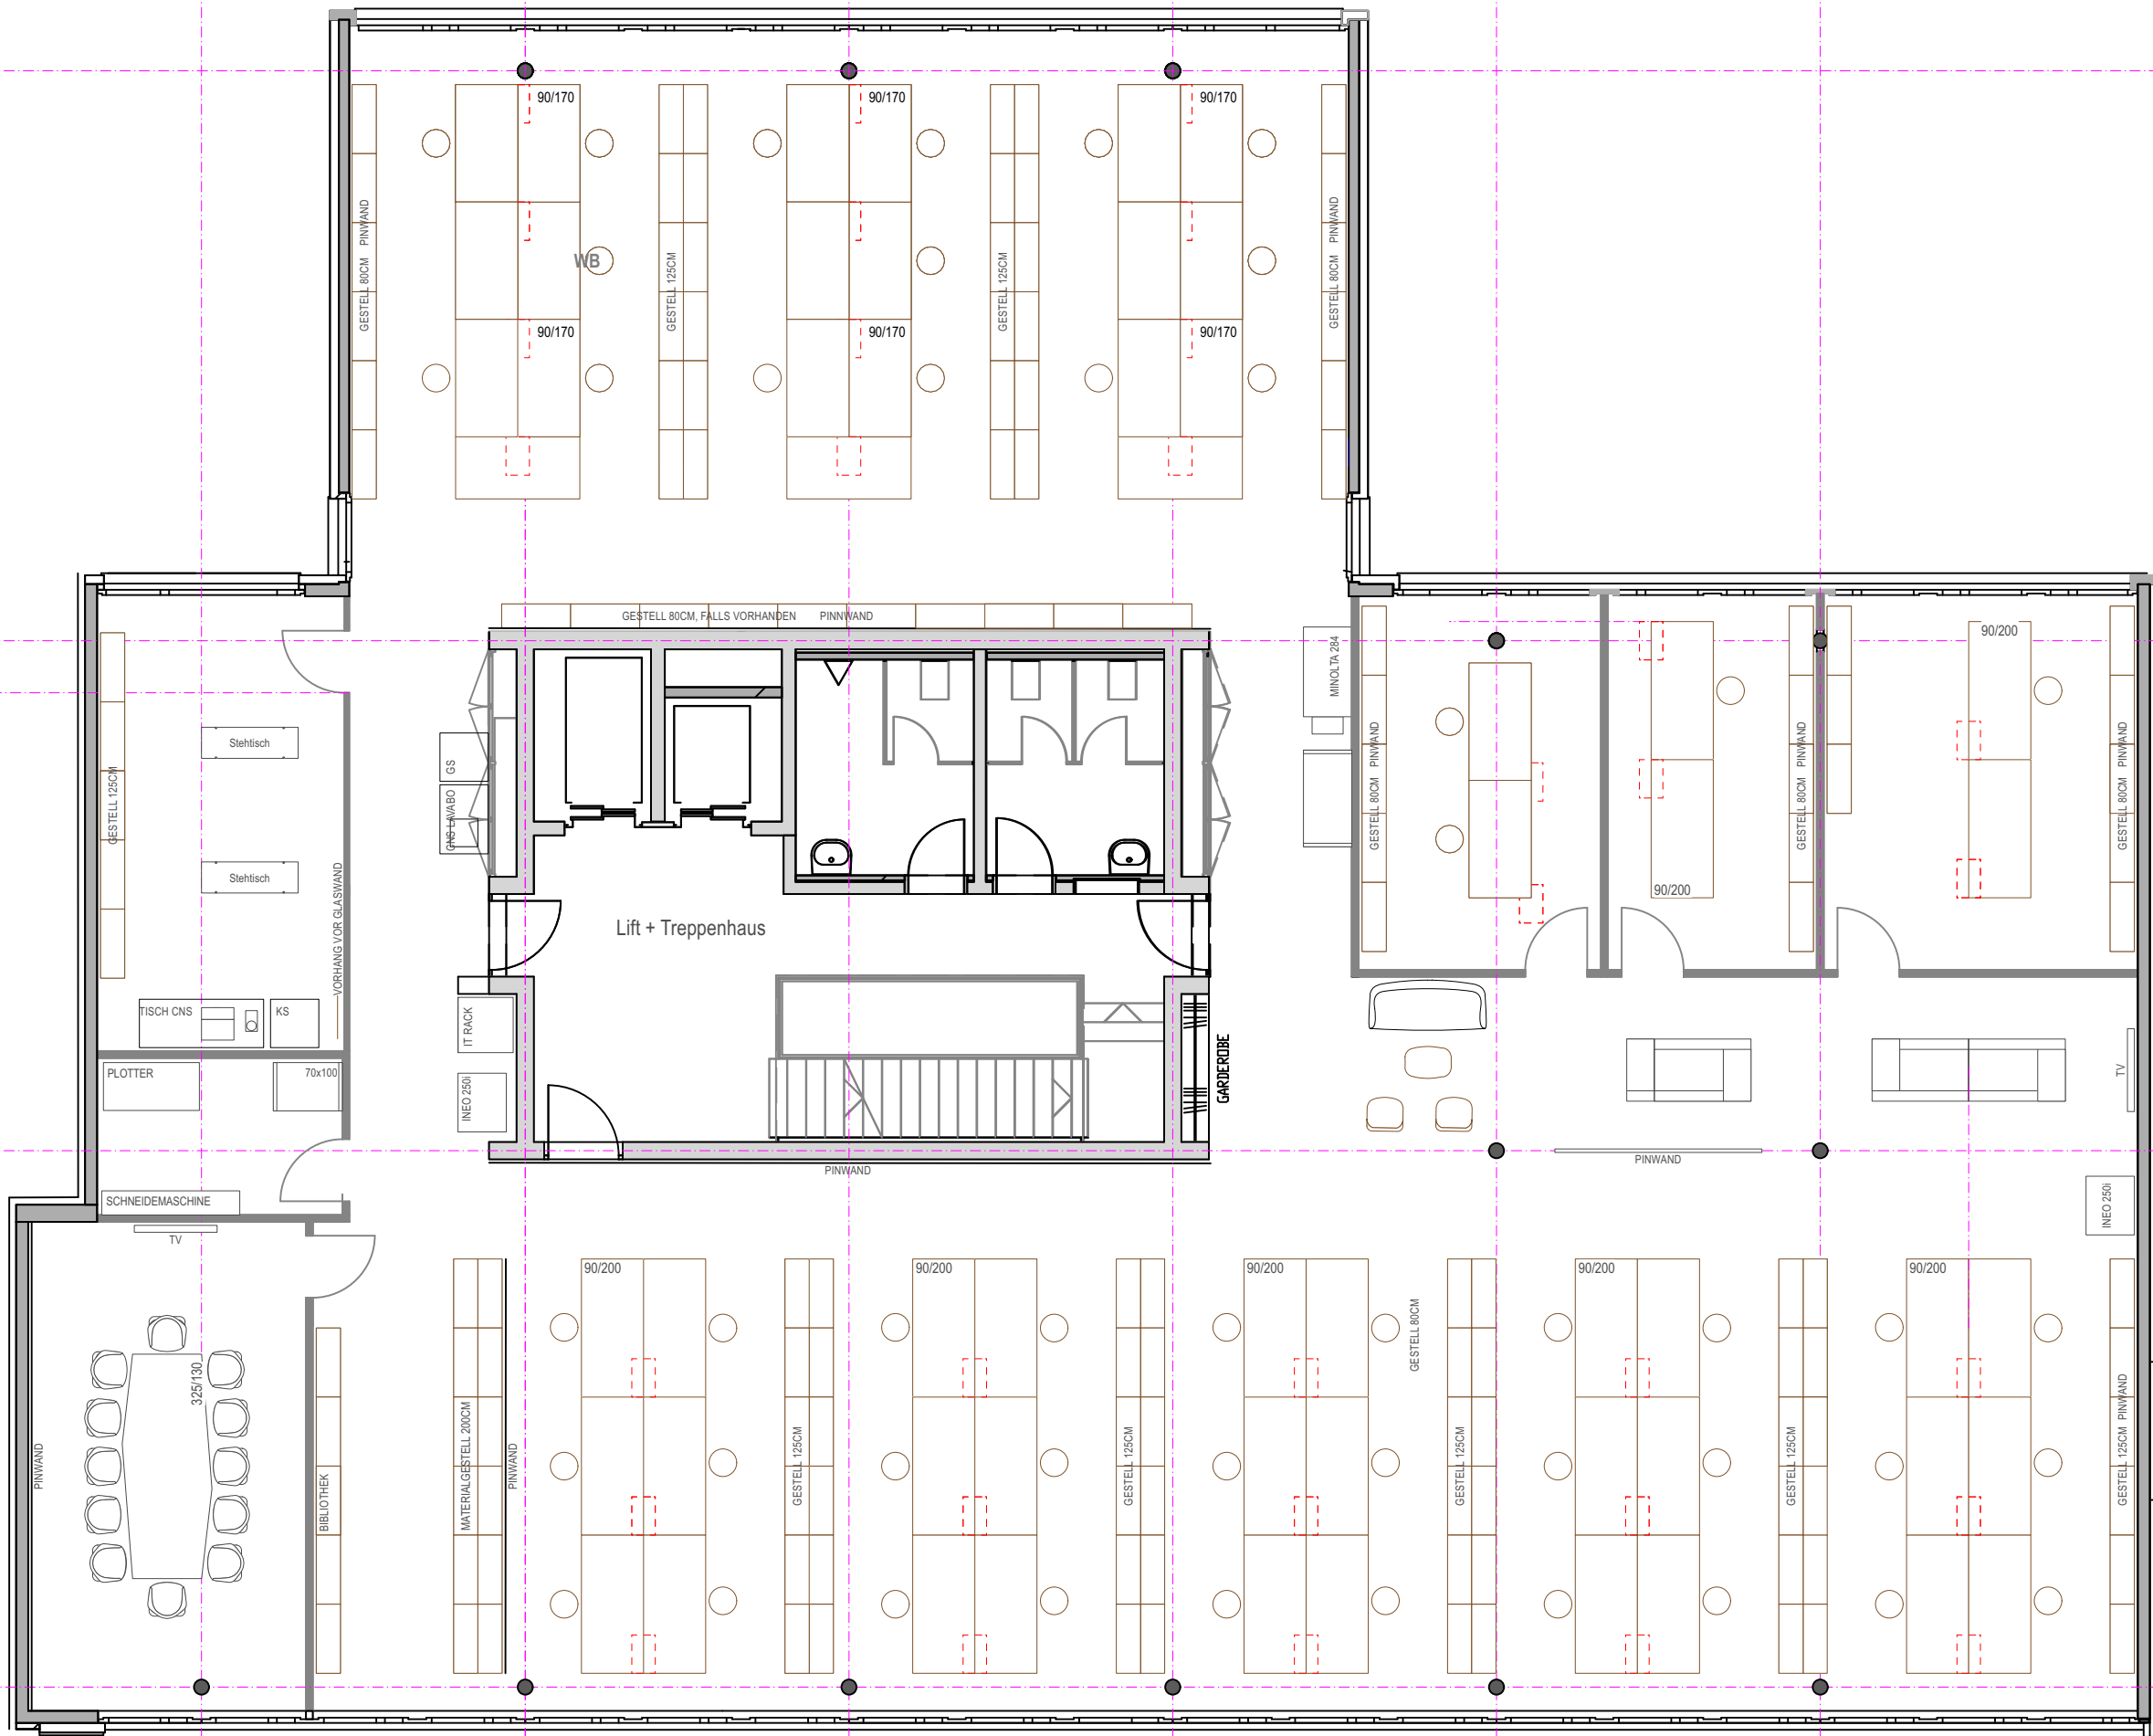 90/170
90/170
90/170
GESTELL 80CM PINWAND
WB
GESTELL 125CM
GESTELL 125CM
GESTELL 80CM PINWAND
90/170
90/170
90/170
GESTELL 80CM, FALLS VORHANDEN PINNWAND
MINOLTA 284
90/200
GESTELL 125CM
Stehtisch
Stehtisch
VORHANG VOR GLASWAND
GS
CNS LAVABO
GESTELL 80CM PINWAND
GESTELL 80CM PINWAND
GESTELL 80CM PINWAND
90/200
Lift + Treppenhaus
TISCH CNS
KS
IT RACK
PLOTTER
70x100
INEO 250i
GARDEROBE
TV
SCHNEIDEMASCHINE
PINWAND
PINWAND
INEO 250i
TV
90/200
90/200
90/200
90/200
90/200
325/130
GESTELL 80CM
PINWAND
BIBLIOTHEK
MATERIALGESTELL 200CM
PINWAND
GESTELL 125CM
GESTELL 125CM
GESTELL 125CM
GESTELL 125CM
GESTELL 125CM PINWAND